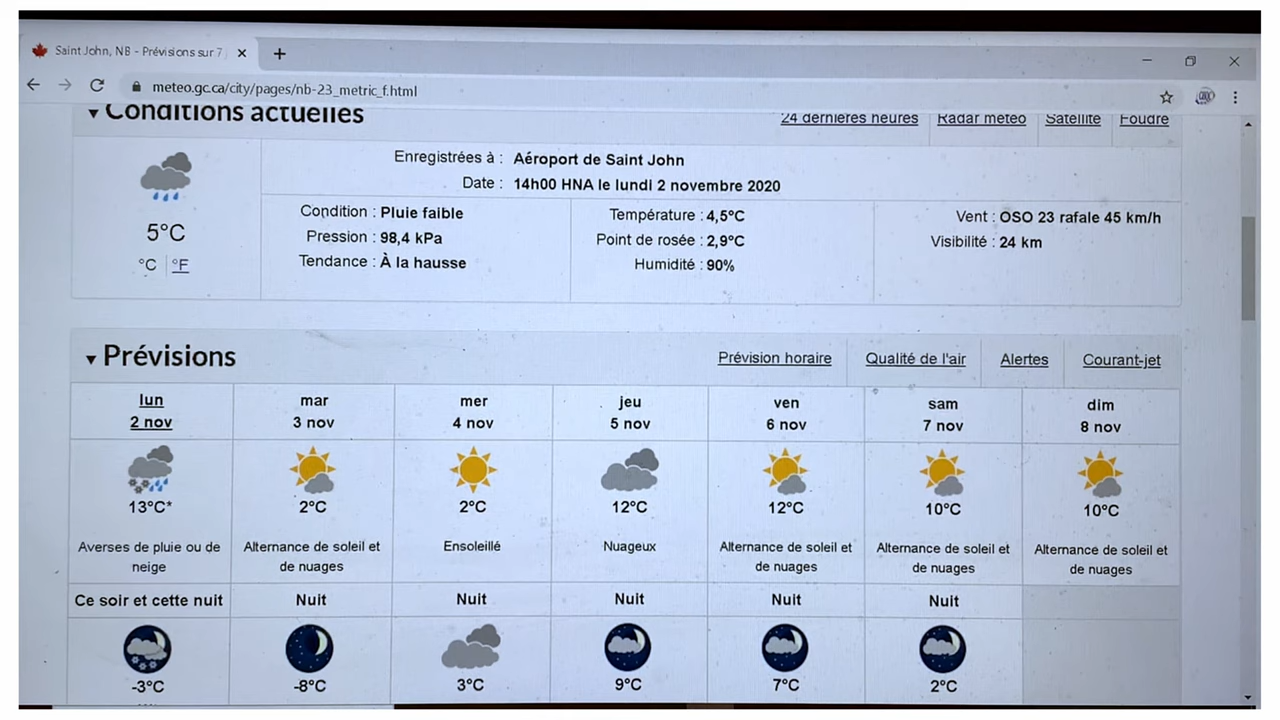 Saint John, NB - Prévisions sur 7
meteo.gc.ca/city/pages/nb-23_metric_f.html
Conditions actuelles
24 dernières heures Radar météo Satellite Foudre
Enregistrées à : Aéroport de Saint John
Date : 14h00 HNA le lundi 2 novembre 2020
5°C
°C °F
Condition : Pluie faible
Pression : 98,4 kPa
Tendance : À la hausse
Température : 4,5°C
Point de rosée : 2,9°C
Humidité : 90%
Vent : OSO 23 rafale 45 km/h
Visibilité : 24 km
Prévisions
Prévision horaire Qualité de l'air Alertes Courant-jet
lun mar mer jeu ven sam dim
2 nov 3 nov 4 nov 5 nov 6 nov 7 nov 8 nov
13°C* 2°C 2°C 12°C 12°C 10°C 10°C
Averses de pluie ou de neige
Alternance de soleil et de nuages
Ensoleillé
Nuageux
Alternance de soleil et de nuages
Alternance de soleil et de nuages
Alternance de soleil et de nuages
Ce soir et cette nuit Nuit Nuit Nuit Nuit Nuit
-3°C -8°C 3°C 9°C 7°C 2°C